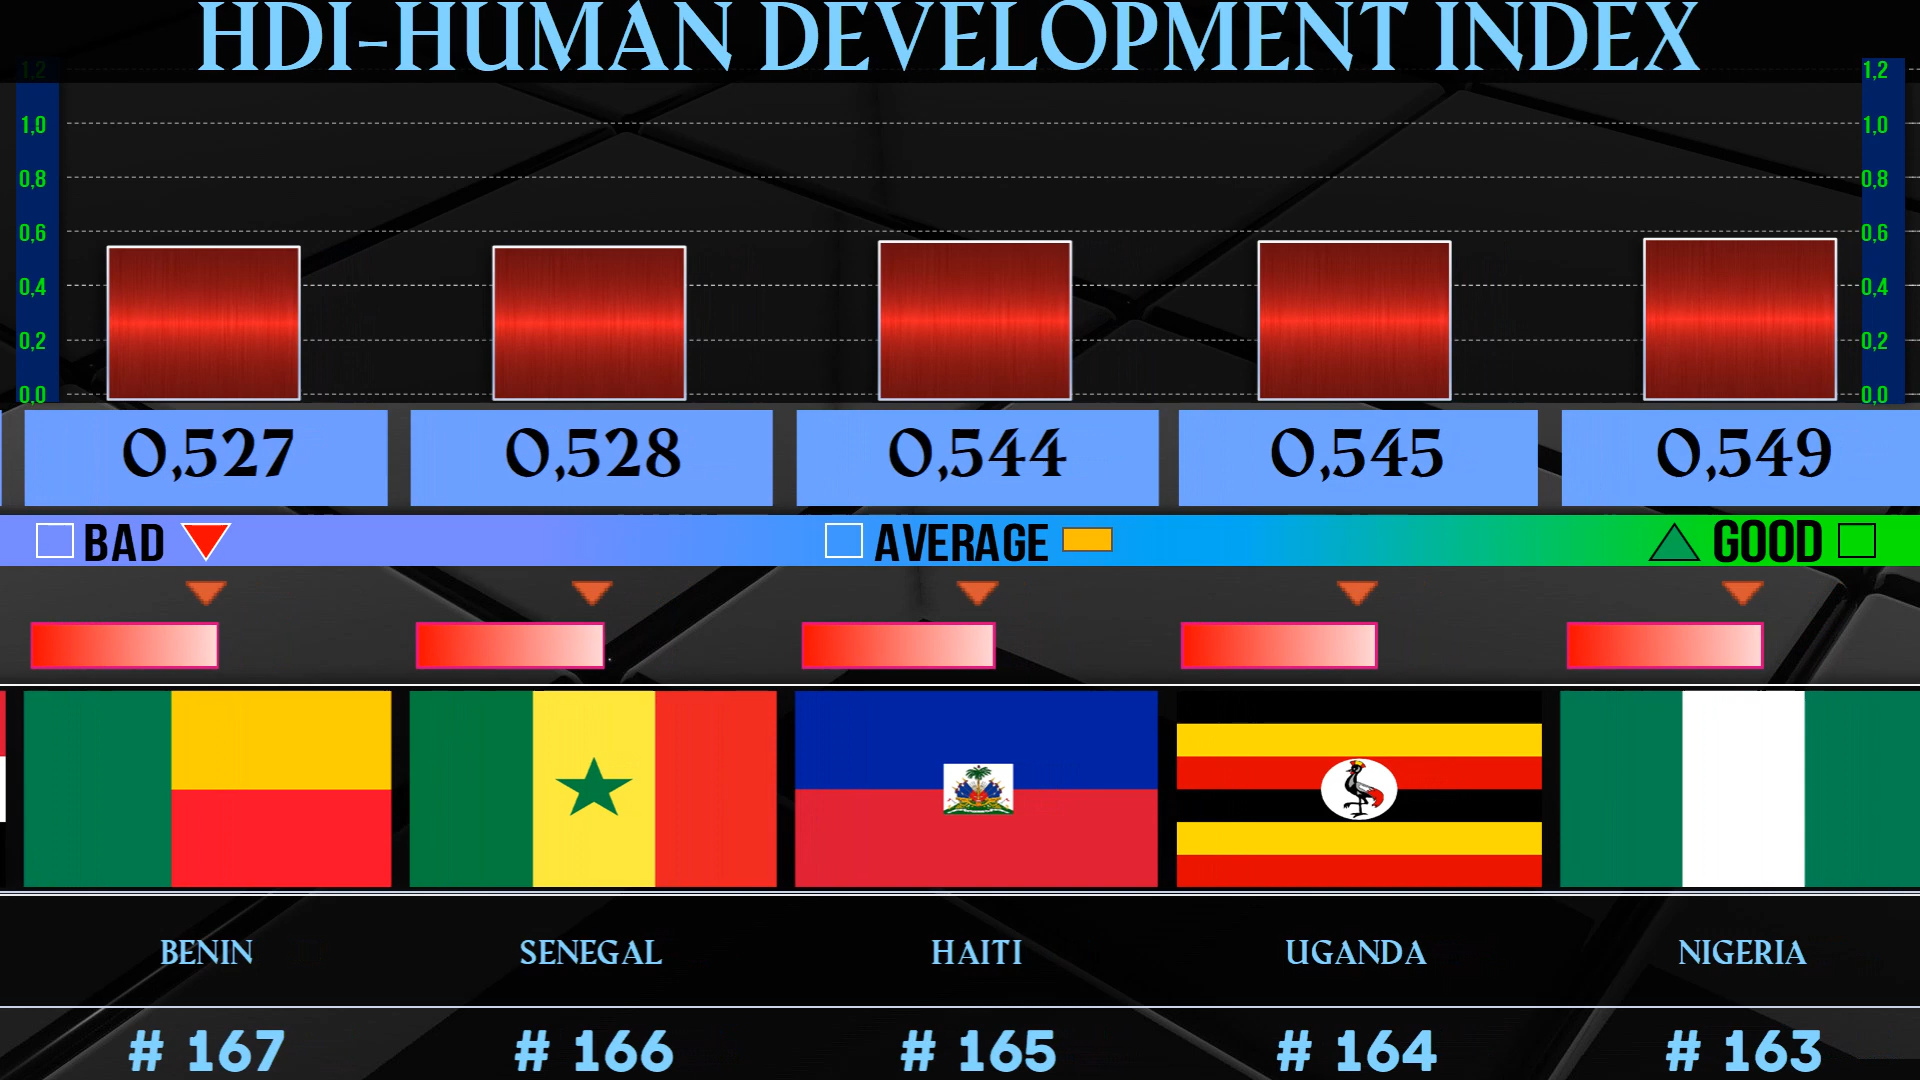 HDI-HUMAN DEVELOPMENT INDEX
1.2 1,2
1,0 1,0
0,8 0,8
0,6 0,6
0,4 0,4
0,2 0,2
0,0 0,0
0,527 0,528 0,544 0,545 0,549
BAD AVERAGE GOOD
BENIN SENEGAL HAITI UGANDA NIGERIA
# 167 # 166 # 165 # 164 # 163